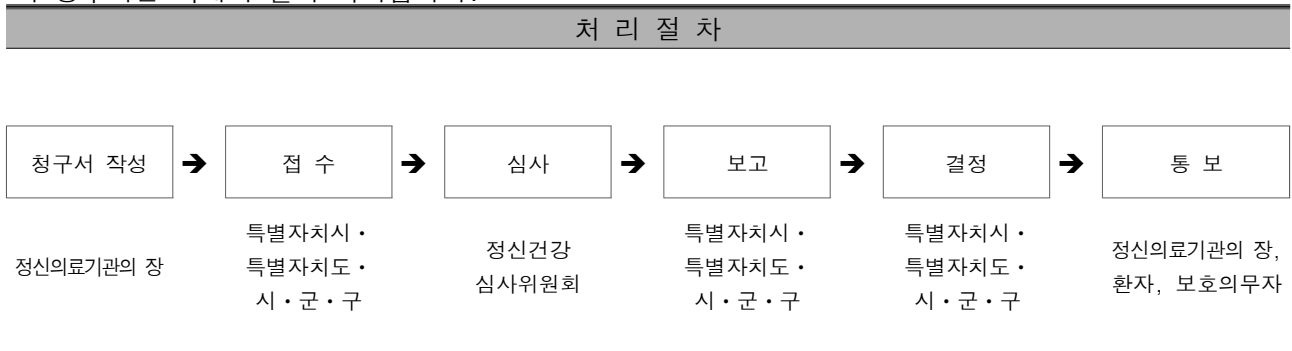 처 리 절 차
청구서 작성 ➔ 접 수 ➔ 심사 ➔ 보고 ➔ 결정 ➔ 통 보
정신의료기관의 장
특별자치시・
특별자치도・
시・군・구
정신건강
심사위원회
특별자치시・
특별자치도・
시・군・구
특별자치시・
특별자치도・
시・군・구
정신의료기관의 장,
환자, 보호의무자